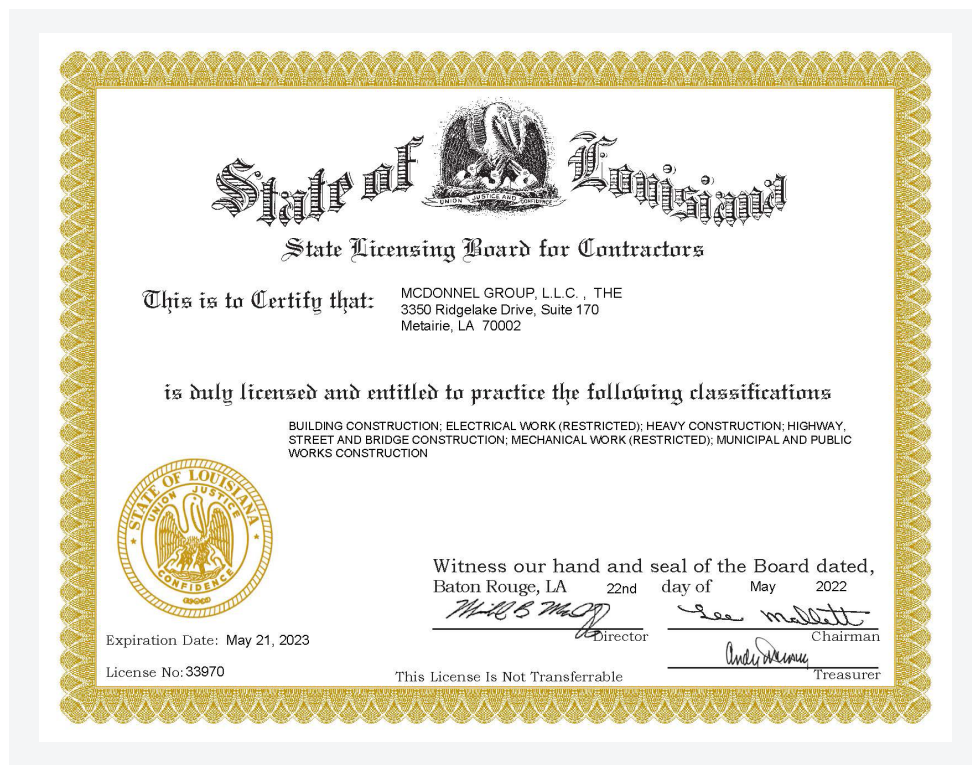 State of Louisiana
UNION JUSTICE AND CONFIDENCE
State Licensing Board for Contractors
This is to Certify that:
MCDONNEL GROUP, L.L.C. , THE
3350 Ridgelake Drive, Suite 170
Metairie, LA 70002
is duly licensed and entitled to practice the following classifications
BUILDING CONSTRUCTION; ELECTRICAL WORK (RESTRICTED); HEAVY CONSTRUCTION; HIGHWAY,
STREET AND BRIDGE CONSTRUCTION; MECHANICAL WORK (RESTRICTED); MUNICIPAL AND PUBLIC
WORKS CONSTRUCTION
STATE OF LOUISIANA
UNION JUSTICE
CONFIDENCE
Witness our hand and seal of the Board dated,
Baton Rouge, LA 22nd day of May 2022
Lee Mallett
Director
Chairman
Expiration Date: May 21, 2023
Andy
Treasurer
License No: 33970
This License Is Not Transferrable